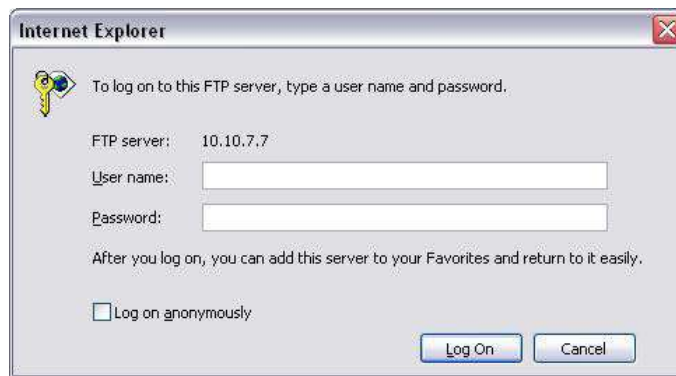 Internet Explorer
To log on to this FTP server, type a user name and password.
FTP server: 10.10.7.7
User name:
Password:
After you log on, you can add this server to your Favorites and return to it easily.
Log on anonymously
Log On Cancel